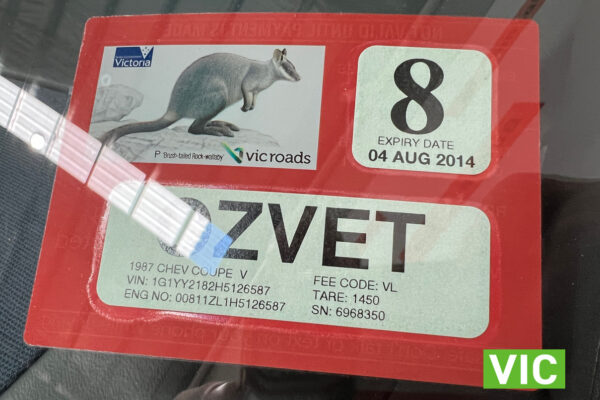 Victoria
Brush-tailed Rock-wallaby
vicroads
8
EXPIRY DATE
04 AUG 2014
OZVET
1987 CHEV COUPE V
VIN: 1G1YY2182H5126587
ENG NO: 00811ZL1H5126587
FEE CODE: VL
TARE: 1450
SN: 6968350
VIC